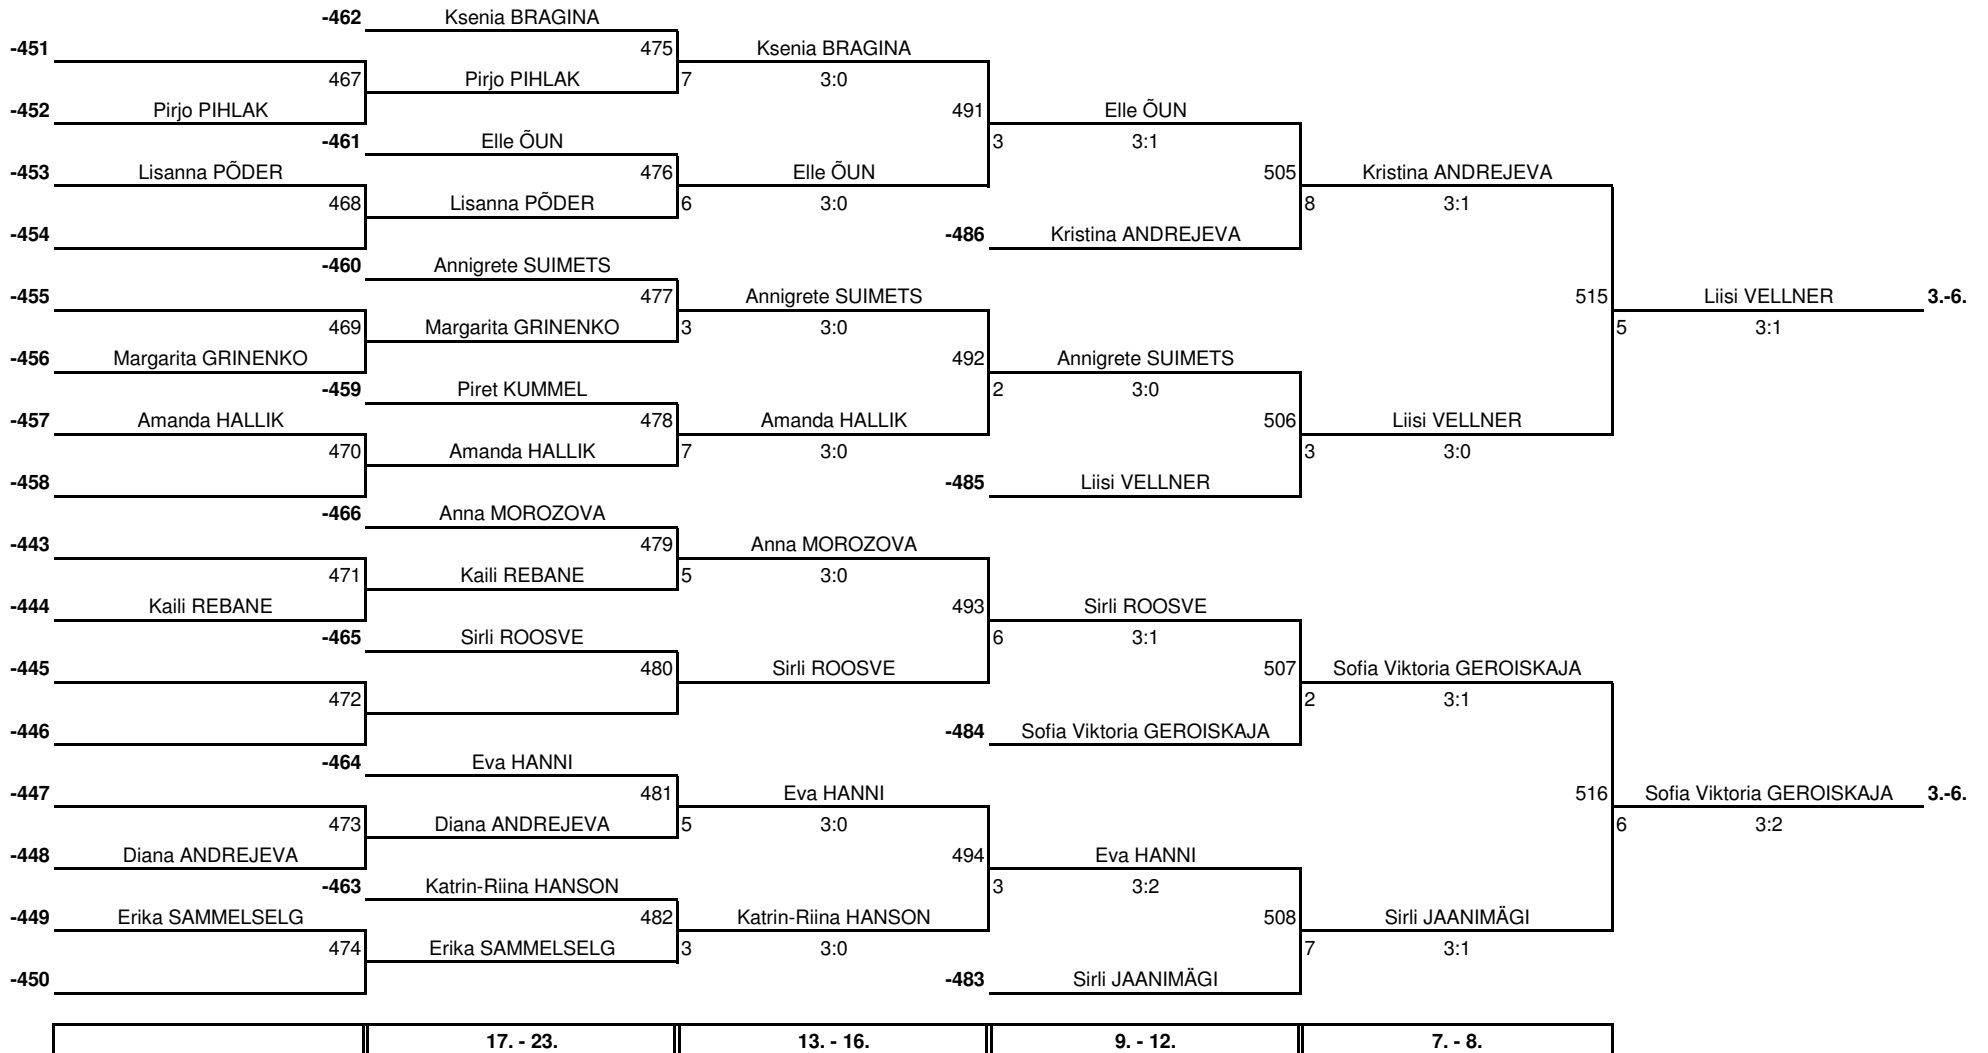 -462 Ksenia BRAGINA
-451 475 Ksenia BRAGINA
467 Pirjo PIHLAK 7 3:0
-452 Pirjo PIHLAK 491 Elle ÕUN
-461 Elle ÕUN 3 3:1
-453 Lisanna PÕDER 476 Elle ÕUN 505 Kristina ANDREJEVA
468 Lisanna PÕDER 6 3:0 8 3:1
-454 -486 Kristina ANDREJEVA
-460 Annigrete SUIMETS
-455 477 Annigrete SUIMETS 515 Liisi VELLNER 3.-6.
469 Margarita GRINENKO 3 3:0 5 3:1
-456 Margarita GRINENKO 492 Annigrete SUIMETS
-459 Piret KUMMEL 2 3:0
-457 Amanda HALLIK 478 Amanda HALLIK 506 Liisi VELLNER
470 Amanda HALLIK 7 3:0 3 3:0
-458 -485 Liisi VELLNER
-466 Anna MOROZOVA
-443 479 Anna MOROZOVA
471 Kaili REBANE 5 3:0
-444 Kaili REBANE 493 Sirli ROOSVE
-465 Sirli ROOSVE 6 3:1
-445 480 Sirli ROOSVE 507 Sofia Viktoria GEROISKAJA
472 2 3:1
-446 -484 Sofia Viktoria GEROISKAJA
-464 Eva HANNI
-447 481 Eva HANNI 516 Sofia Viktoria GEROISKAJA 3.-6.
473 Diana ANDREJEVA 5 3:0 6 3:2
-448 Diana ANDREJEVA 494 Eva HANNI
-463 Katrin-Riina HANSON 3 3:2
-449 Erika SAMMELSELG 482 Katrin-Riina HANSON 508 Sirli JAANIMÄGI
474 Erika SAMMELSELG 3 3:0 7 3:1
-450 -483 Sirli JAANIMÄGI
17. - 23. 13. - 16. 9. - 12. 7. - 8.